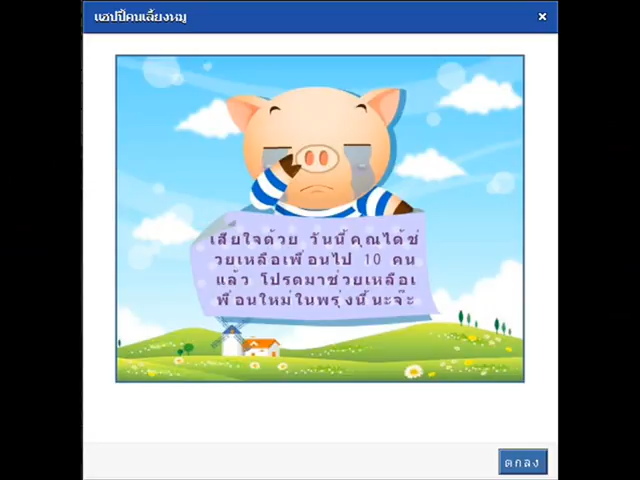 แฮปปี้คนเลี้ยงหมู
เสียใจด้วย วันนี้คุณได้ช่
วยเหลือเพื่อนไป 10 คน
แล้ว โปรดมาช่วยเหลือเ
พื่อนใหม่ในพรุ่งนี้นะจ๊ะ
ตกลง